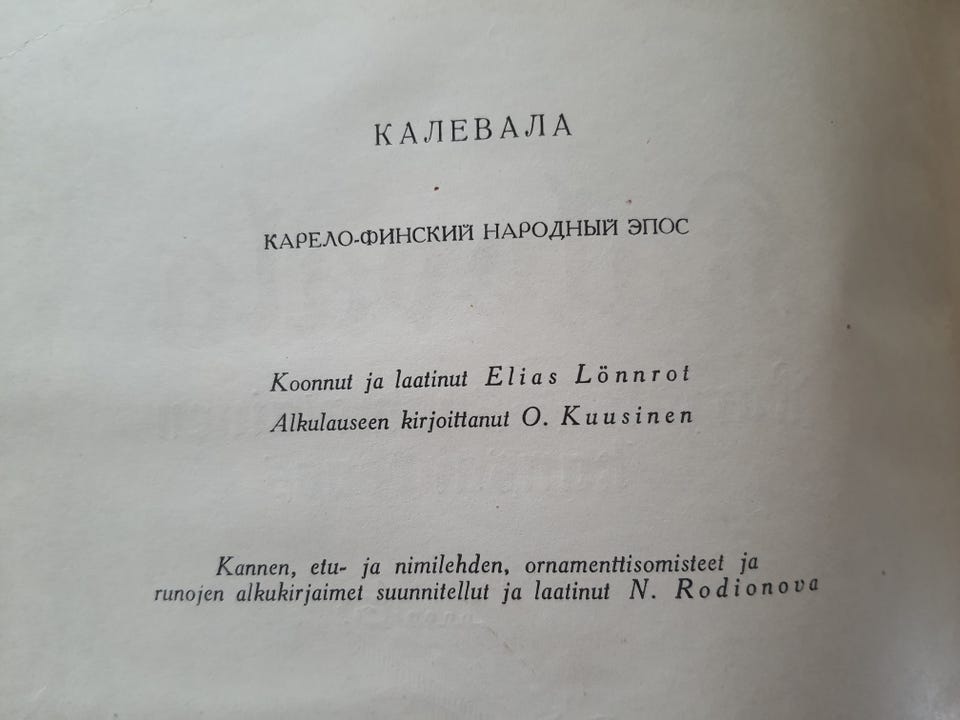 КАЛЕВАЛА
КАРЕЛО-ФИНСКИЙ НАРОДНЫЙ ЭПОС
Koonnut ja laatinut Elias Lönnrot
Alkulauseen kirjoittanut O. Kuusinen
Kannen, etu- ja nimilehden, ornamenttisomisteet ja
runojen alkukirjaimet suunnitellut ja laatinut N. Rodionova